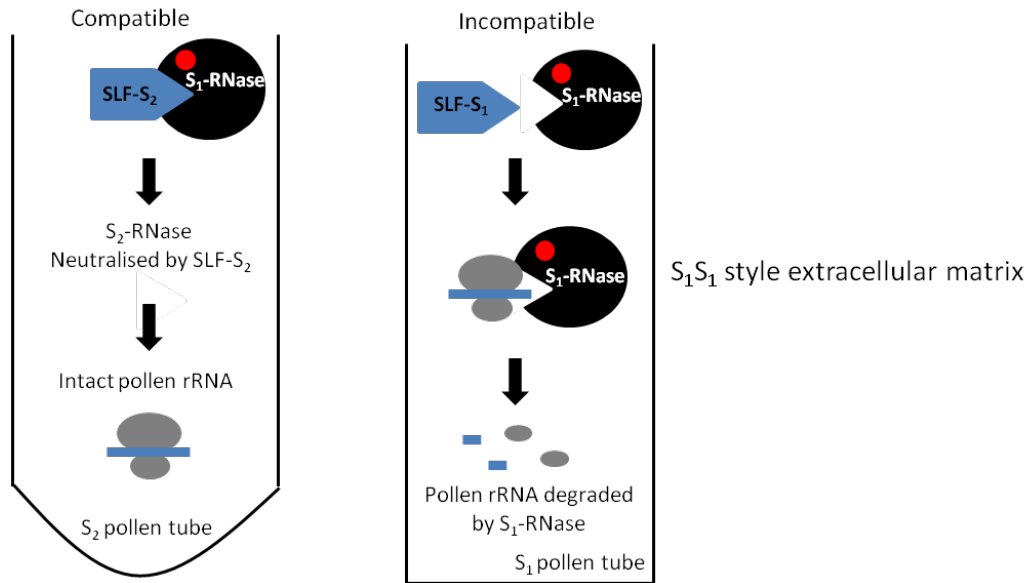 Compatible
SLF-S₂
S₁-RNase
S₂-RNase
Neutralised by SLF-S₂
Intact pollen rRNA
S₂ pollen tube
Incompatible
SLF-S₁
S₁-RNase
S₁-RNase
Pollen rRNA degraded
by S₁-RNase
S₁ pollen tube
S₁S₁ style extracellular matrix